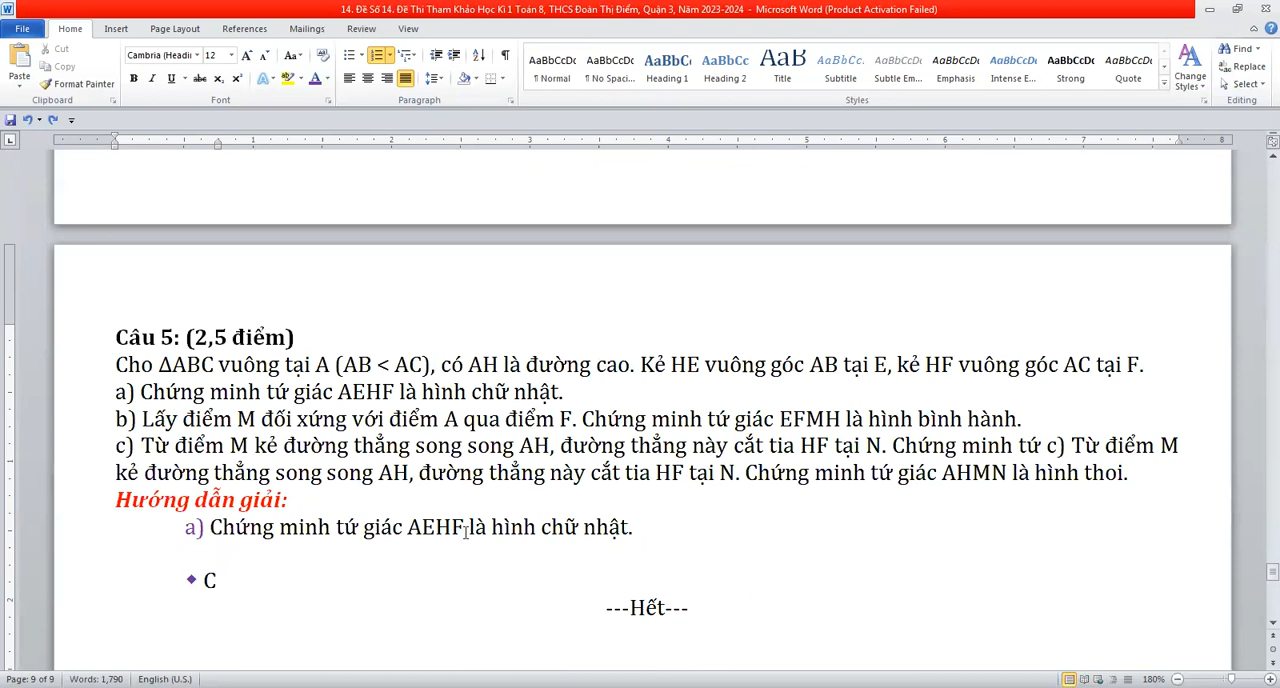 14. Đề Số 14. Đề Thi Tham Khảo Học Kì 1 Toán 8, THCS Đoàn Thị Điểm, Quận 3, Năm 2023-2024 - Microsoft Word (Product Activation Failed)
File Home Insert Page Layout References Mailings Review View
Paste Cut Copy Format Painter
Cambria (Headi 12
AaBbCcDc AaBbCcDc AaBbC AaBbCc AaB AaBbCc. AaBbCcDc AaBbCcDc AaBbCcDc AaBbCcDc AaBbCcDc
¶ Normal ¶ No Spaci... Heading 1 Heading 2 Title Subtitle Subtle Em... Emphasis Intense E... Strong Quote
Change Styles
Find
Replace
Select
Clipboard Font Paragraph Styles Editing
1 2 3 4 5 6 7 8
Câu 5: (2,5 điểm)
Cho ΔABC vuông tại A (AB < AC), có AH là đường cao. Kẻ HE vuông góc AB tại E, kẻ HF vuông góc AC tại F.
a) Chứng minh tứ giác AEHF là hình chữ nhật.
b) Lấy điểm M đối xứng với điểm A qua điểm F. Chứng minh tứ giác EFMH là hình bình hành.
c) Từ điểm M kẻ đường thẳng song song AH, đường thẳng này cắt tia HF tại N. Chứng minh tứ c) Từ điểm M
kẻ đường thẳng song song AH, đường thẳng này cắt tia HF tại N. Chứng minh tứ giác AHMN là hình thoi.
Hướng dẫn giải:
a) Chứng minh tứ giác AEHF là hình chữ nhật.
❖ C
---Hết---
Page: 9 of 9 Words: 1,790 English (U.S.) 180%